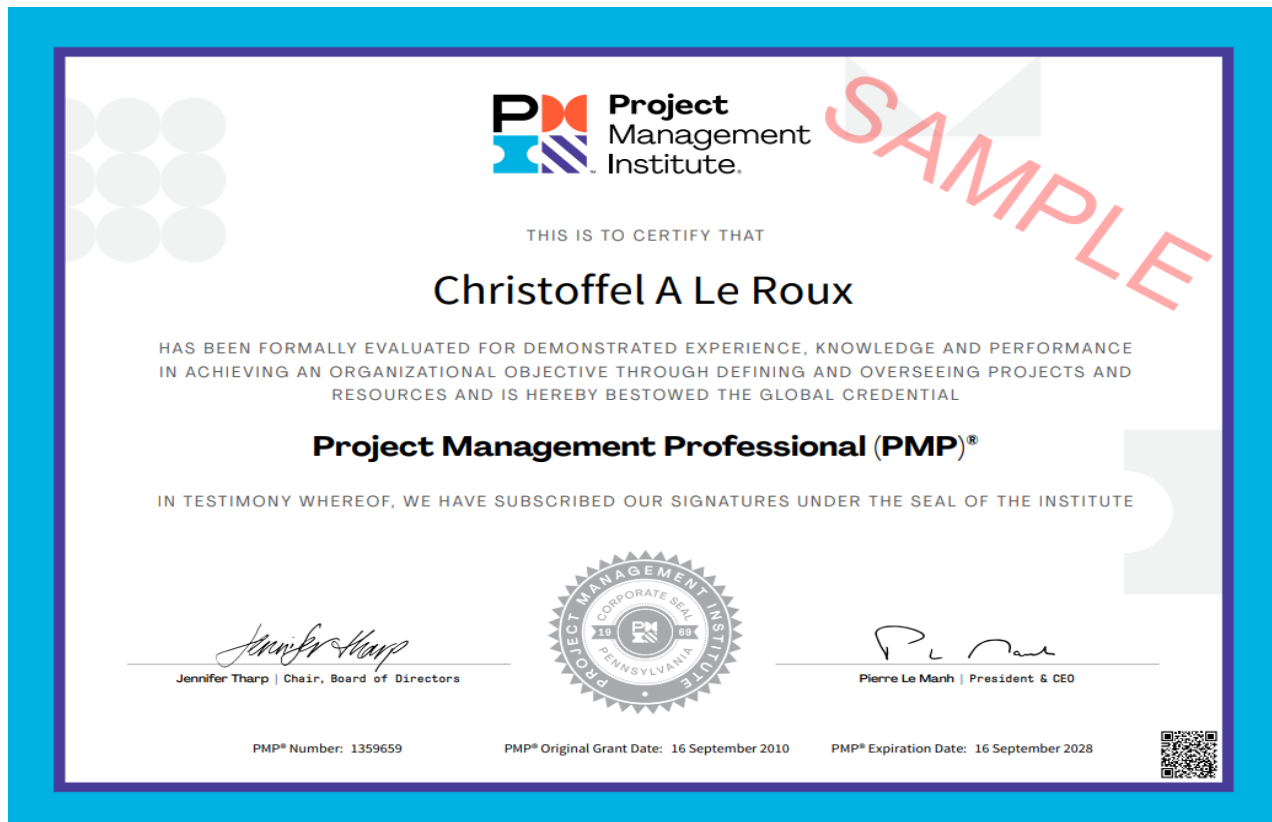 Project
Management
Institute.
SAMPLE
THIS IS TO CERTIFY THAT
Christoffel A Le Roux
HAS BEEN FORMALLY EVALUATED FOR DEMONSTRATED EXPERIENCE, KNOWLEDGE AND PERFORMANCE
IN ACHIEVING AN ORGANIZATIONAL OBJECTIVE THROUGH DEFINING AND OVERSEEING PROJECTS AND
RESOURCES AND IS HEREBY BESTOWED THE GLOBAL CREDENTIAL
Project Management Professional (PMP)®
IN TESTIMONY WHEREOF, WE HAVE SUBSCRIBED OUR SIGNATURES UNDER THE SEAL OF THE INSTITUTE
PROJECT MANAGEMENT INSTITUTE
CORPORATE SEAL
19 PM 69
PENNSYLVANIA
Jennifer Tharp
Jennifer Tharp | Chair, Board of Directors
Pierre Le Manh | President & CEO
PMP® Number: 1359659 PMP® Original Grant Date: 16 September 2010 PMP® Expiration Date: 16 September 2028